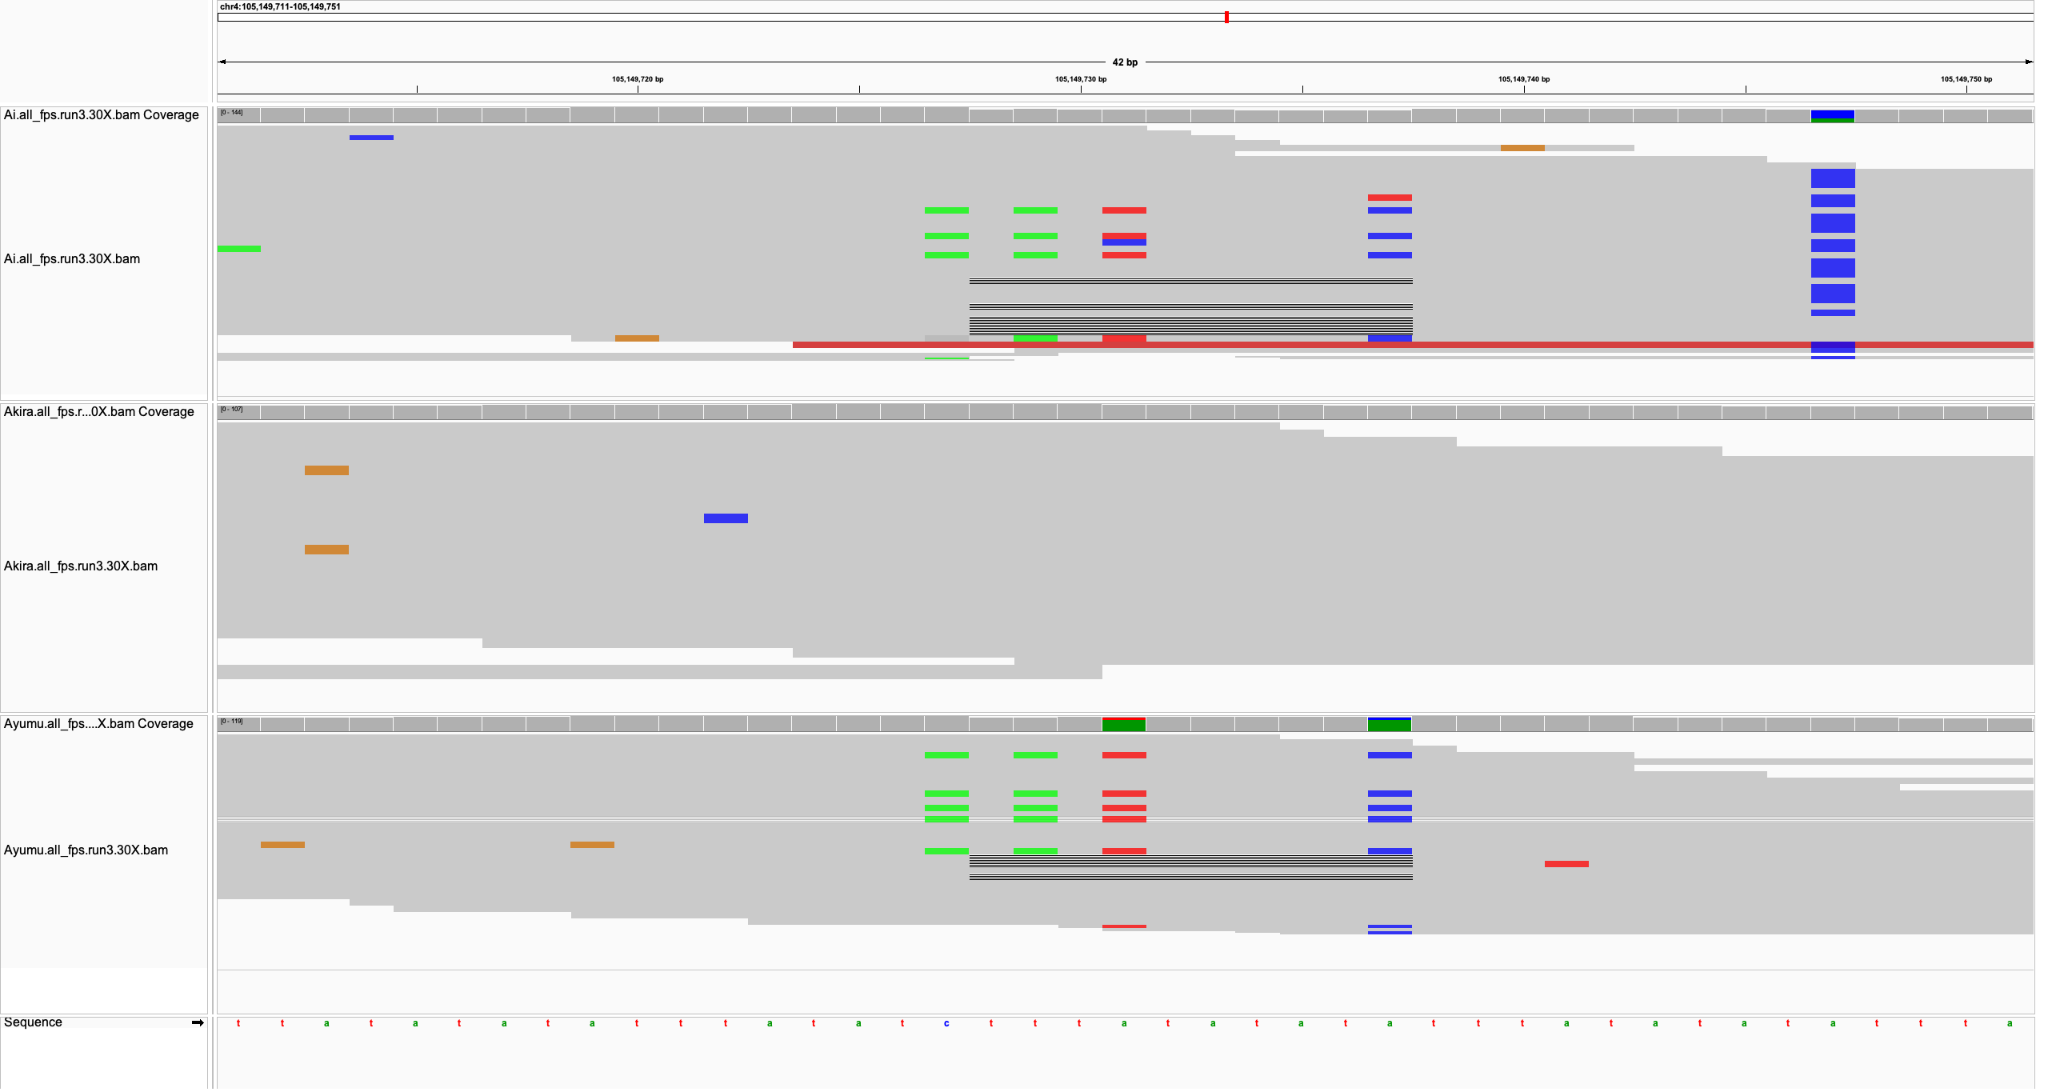 chr4:105,149,711-105,149,751
42 bp
105,149,720 bp 105,149,730 bp 105,149,740 bp 105,149,750 bp
Ai.all_fps.run3.30X.bam Coverage
[0 - 144]
Ai.all_fps.run3.30X.bam
Akira.all_fps.r...0X.bam Coverage
[0 - 107]
Akira.all_fps.run3.30X.bam
Ayumu.all_fps....X.bam Coverage
[0 - 119]
Ayumu.all_fps.run3.30X.bam
Sequence t t a t a t a t a t t t a t a t c t t t a t a t a t a t t t a t a t a t a t t t a